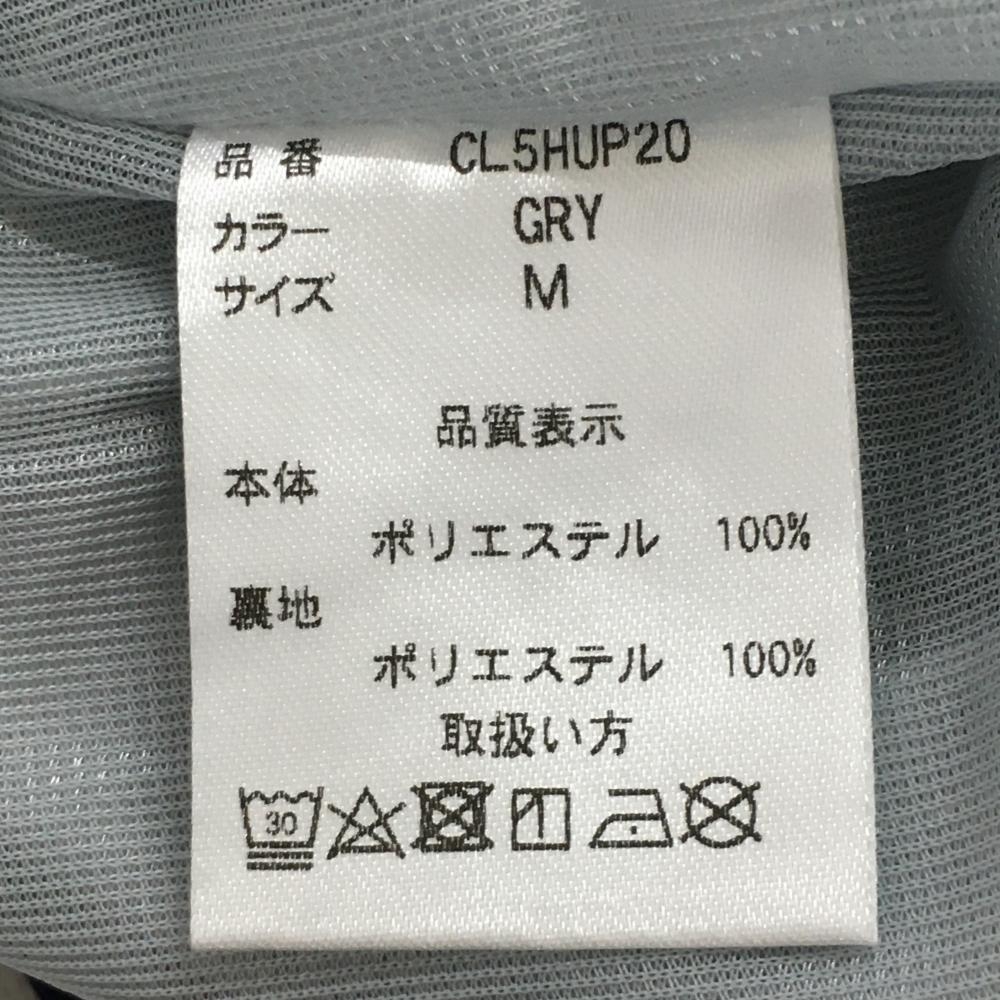 品番 CL5HUP20
カラー GRY
サイズ M
品質表示
本体
ポリエステル 100%
裏地
ポリエステル 100%
取扱い方
30